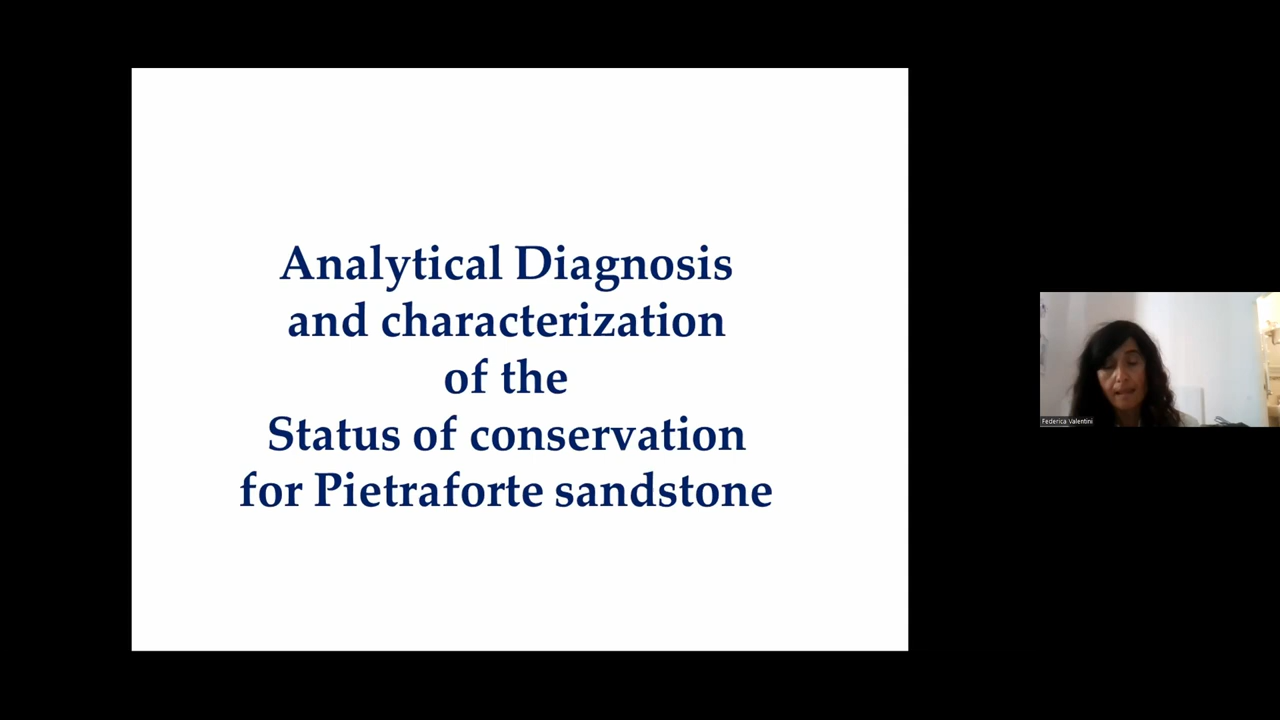 Analytical Diagnosis
and characterization
of the
Status of conservation
for Pietraforte sandstone
Federica Valentini